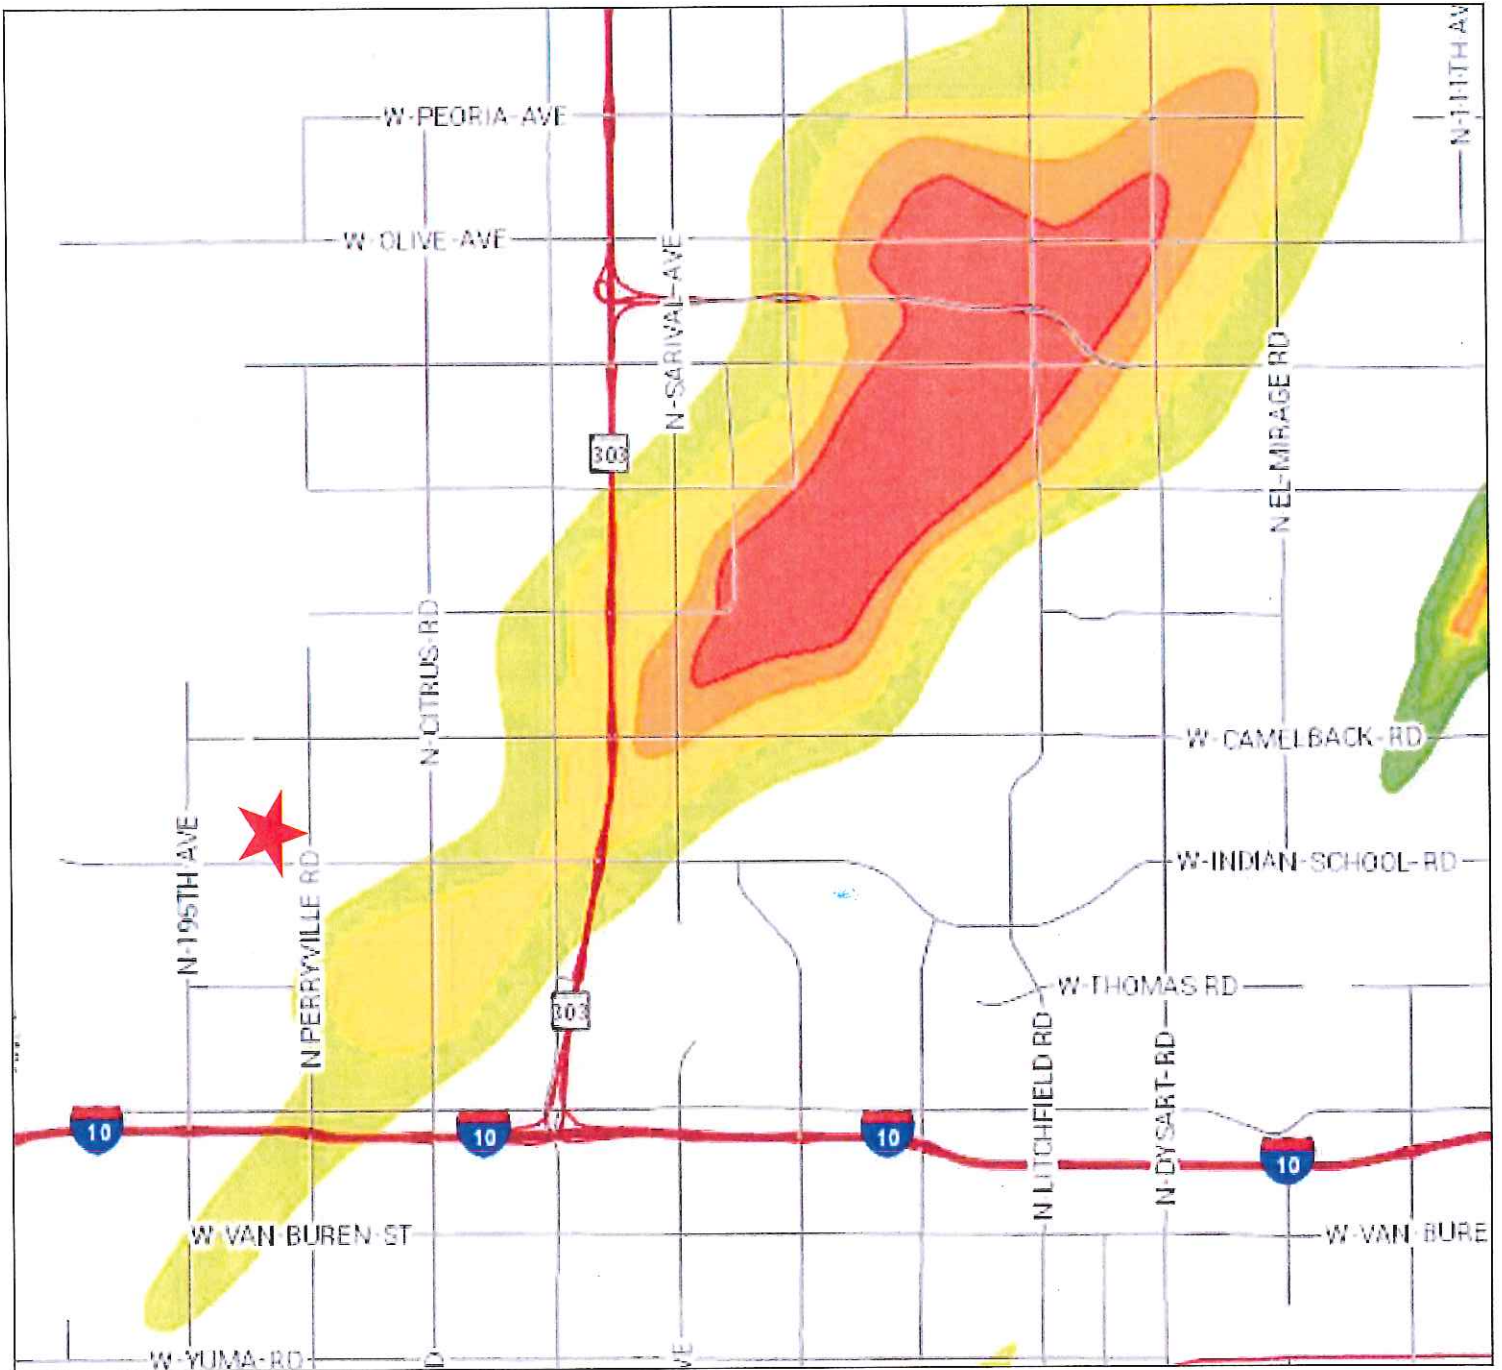 W-PEORIA-AVE
N-111TH-AV
W-OLIVE-AVE
N-SARIVAL-AVE
303
N-EL-MIRAGE RD
N-CITRUS-RD
W-CAMELBACK-RD
N-195TH-AVE
N-PERRYVILLE RD
W-INDIAN-SCHOOL-RD
303
W-THOMAS RD
N-LITCHFIELD RD
N-DYSART-RD
10
10
10
10
W-VAN-BUREN-ST
W-VAN-BURE
W-YUMA-RD
D
VE